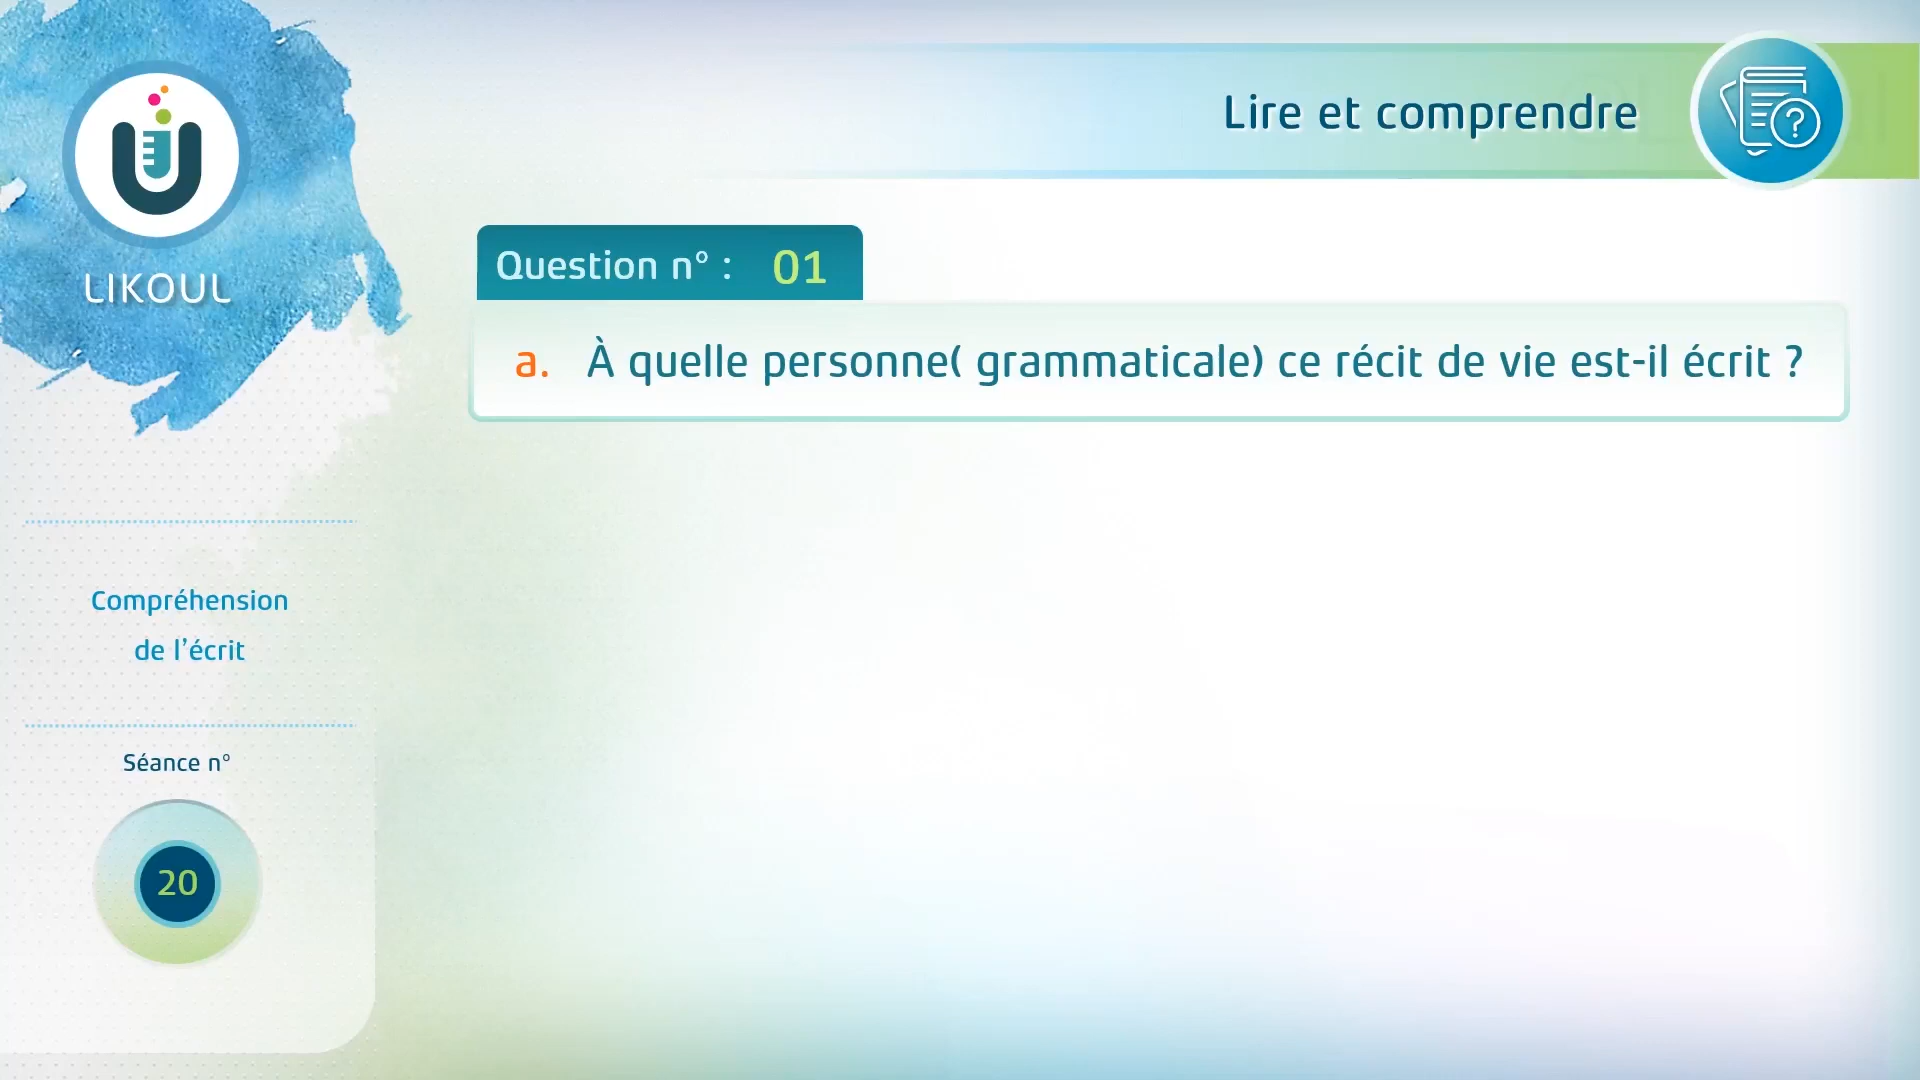 LIKOUL
Lire et comprendre
Question n° : 01
a. À quelle personne( grammaticale) ce récit de vie est-il écrit ?
Compréhension
de l'écrit
Séance n°
20